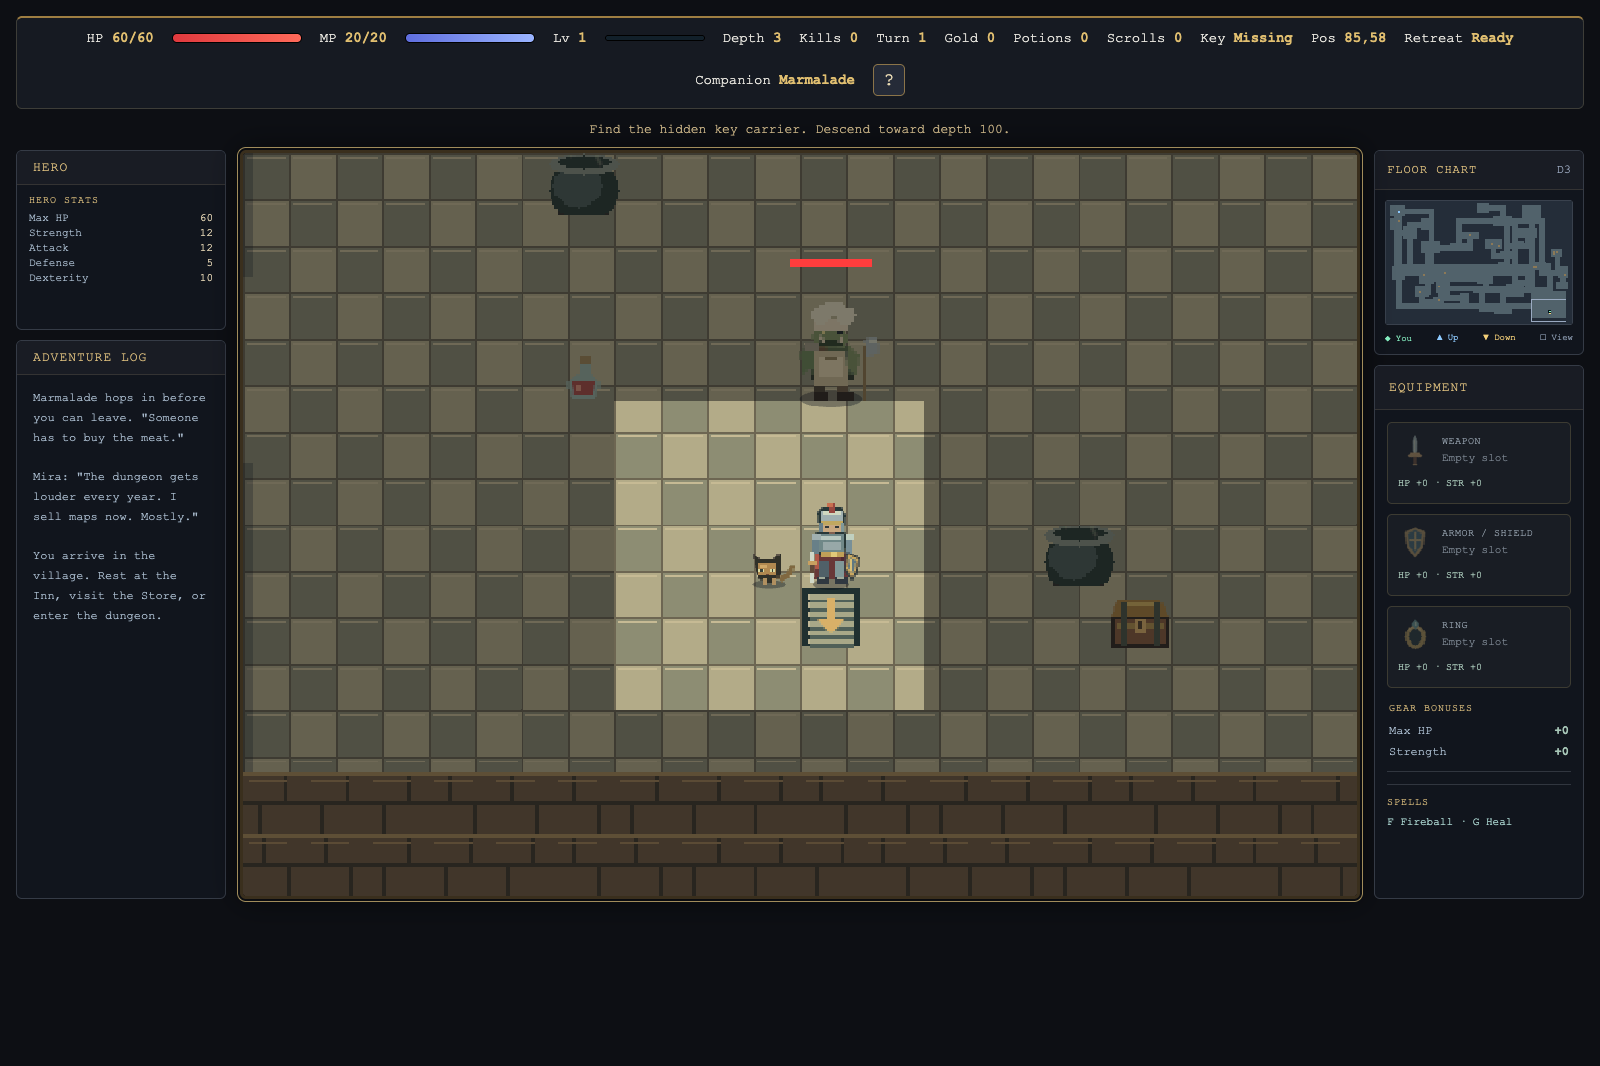 HP 60/60 MP 20/20 Lv 1 Depth 3 Kills 0 Turn 1 Gold 0 Potions 0 Scrolls 0 Key Missing Pos 85,58 Retreat Ready
Companion Marmalade ?
Find the hidden key carrier. Descend toward depth 100.
HERO
HERO STATS
Max HP 60
Strength 12
Attack 12
Defense 5
Dexterity 10
ADVENTURE LOG
Marmalade hops in before
you can leave. "Someone
has to buy the meat."
Mira: "The dungeon gets
louder every year. I
sell maps now. Mostly."
You arrive in the
village. Rest at the
Inn, visit the Store, or
enter the dungeon.
FLOOR CHART D3
◆ You ▲ Up ▼ Down □ View
EQUIPMENT
WEAPON
Empty slot
HP +0 · STR +0
ARMOR / SHIELD
Empty slot
HP +0 · STR +0
RING
Empty slot
HP +0 · STR +0
GEAR BONUSES
Max HP +0
Strength +0
SPELLS
F Fireball · G Heal